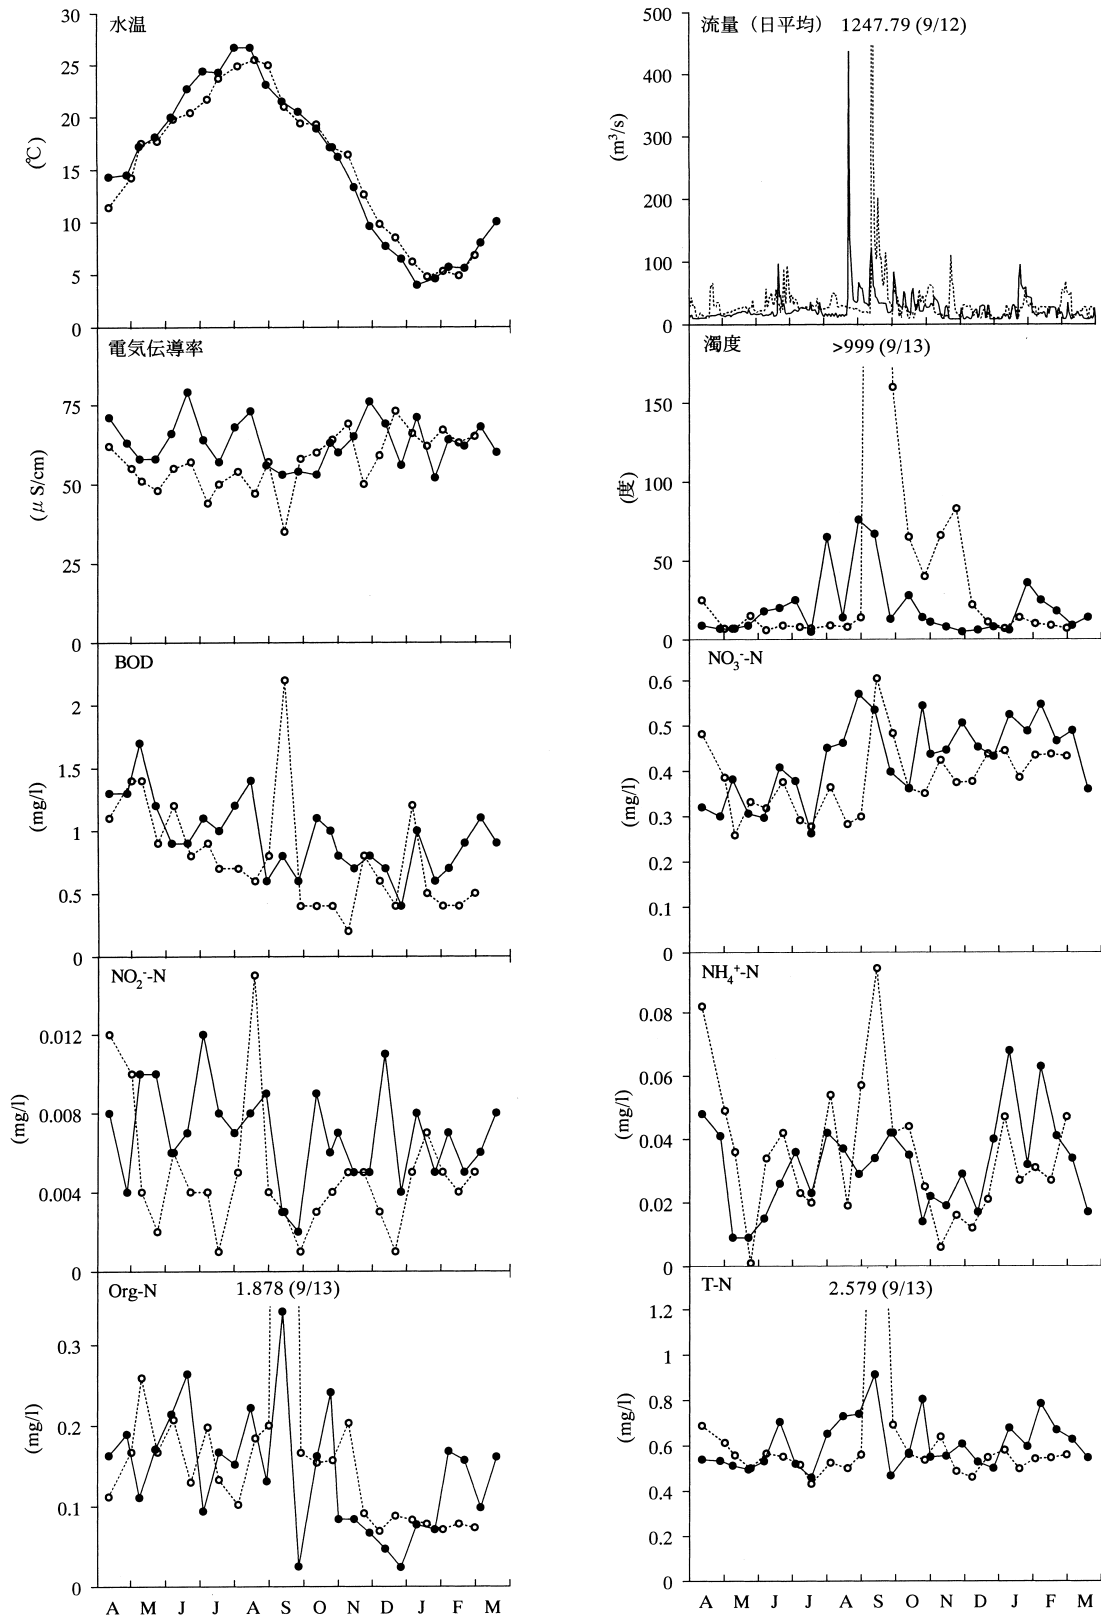 水温
30
25
20
15
10
5
0
(℃)
流量（日平均） 1247.79 (9/12)
500
400
300
200
100
0
(m³/s)
電気伝導率
75
50
25
0
(μ S/cm)
濁度
>999 (9/13)
150
100
50
0
(度)
BOD
2
1.5
1
0.5
0
(mg/l)
NO₃⁻-N
0.6
0.5
0.4
0.3
0.2
0.1
0
(mg/l)
NO₂⁻-N
0.012
0.008
0.004
0
(mg/l)
NH₄⁺-N
0.08
0.06
0.04
0.02
0
(mg/l)
Org-N
1.878 (9/13)
0.3
0.2
0.1
0
(mg/l)
A M J J A S O N D J F M
T-N
2.579 (9/13)
1.2
1
0.8
0.6
0.4
0.2
0
(mg/l)
A M J J A S O N D J F M